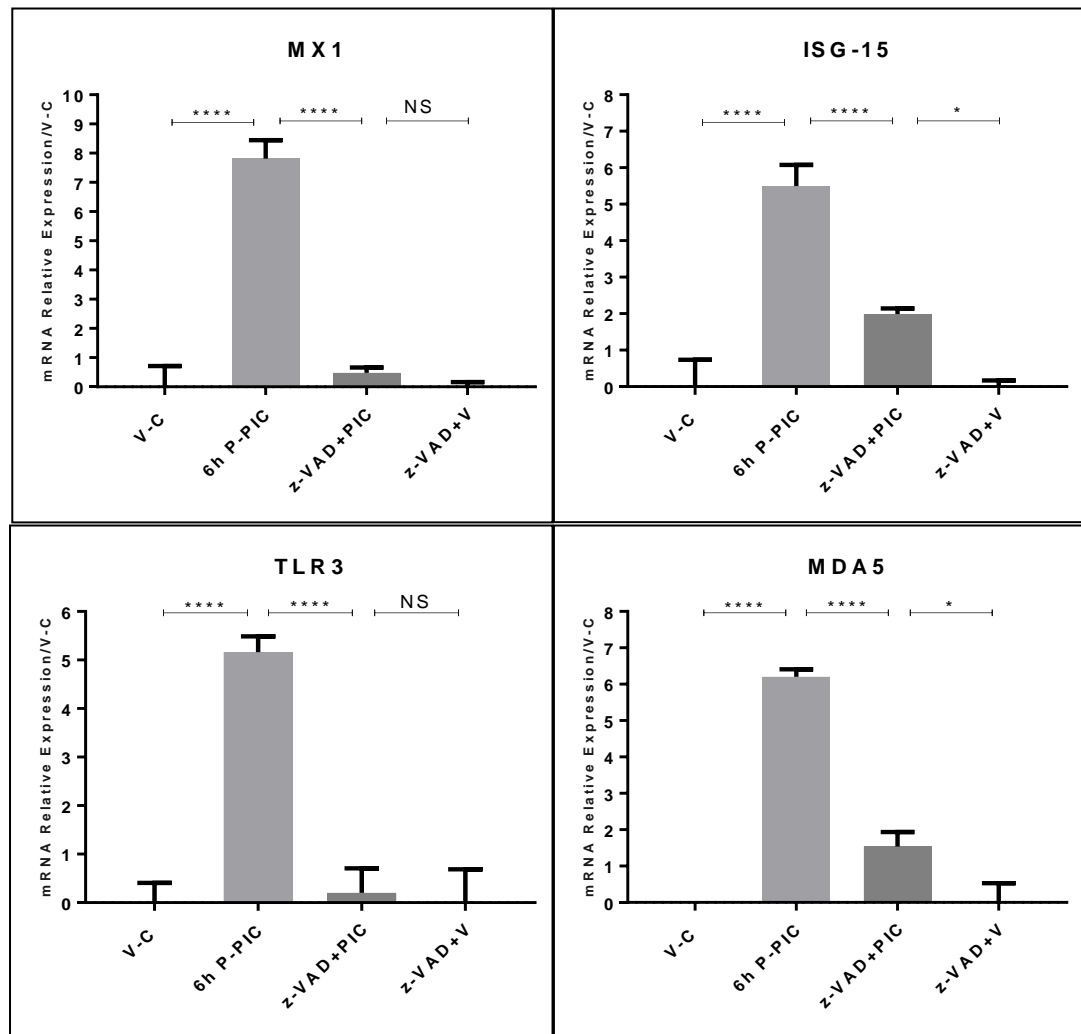 MX1
**** **** NS
mRNA Relative Expression/V-C
10
9
8
7
6
5
4
3
2
1
0
V-C
6h P-PIC
z-VAD+PIC
z-VAD+V
ISG-15
**** **** *
mRNA Relative Expression/V-C
8
7
6
5
4
3
2
1
0
V-C
6h P-PIC
z-VAD+PIC
z-VAD+V
TLR3
**** **** NS
mRNA Relative Expression/V-C
6
5
4
3
2
1
0
V-C
6h P-PIC
z-VAD+PIC
z-VAD+V
MDA5
**** **** *
mRNA Relative Expression/V-C
8
7
6
5
4
3
2
1
0
V-C
6h P-PIC
z-VAD+PIC
z-VAD+V